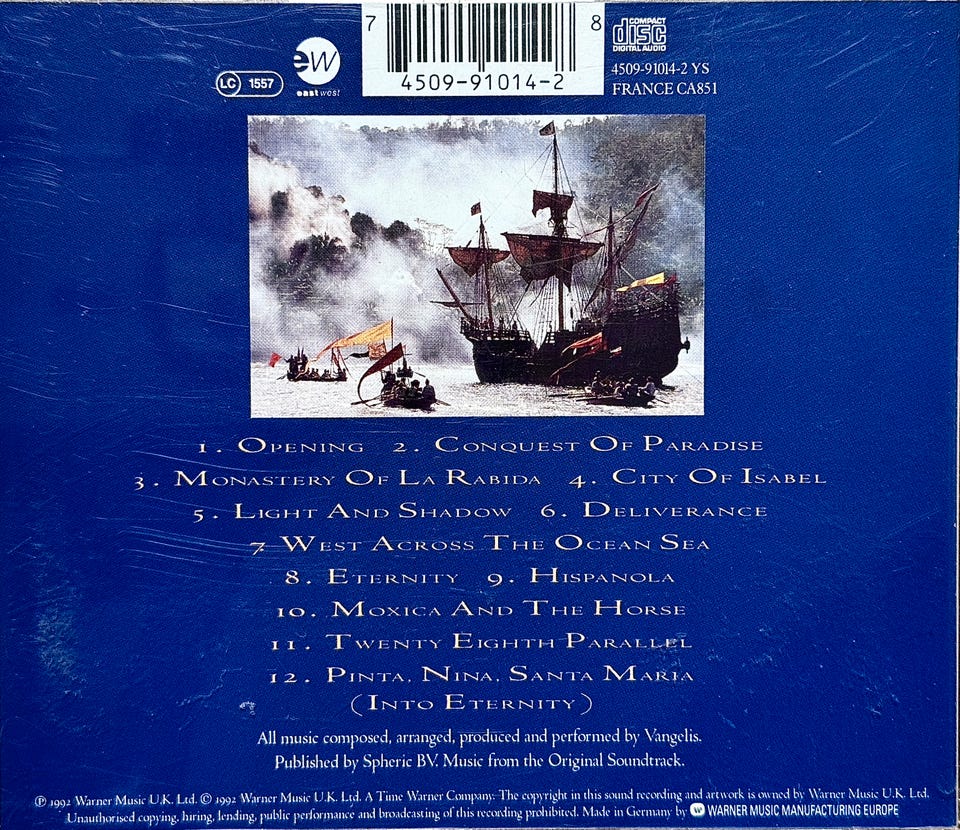 7 8
4509-91014-2
COMPACT
disc
DIGITAL AUDIO
LC 1557
ew
eastwest
4509-91014-2 YS
FRANCE CA851
1. Opening 2. Conquest Of Paradise
3. Monastery Of La Rabida 4. City Of Isabel
5. Light And Shadow 6. Deliverance
7 West Across The Ocean Sea
8. Eternity 9. Hispanola
10. Moxica And The Horse
11. Twenty Eighth Parallel
12. Pinta, Nina, Santa Maria
(Into Eternity)
All music composed, arranged, produced and performed by Vangelis.
Published by Spheric BV. Music from the Original Soundtrack.
℗ 1992 Warner Music U.K. Ltd. © 1992 Warner Music U.K. Ltd. A Time Warner Company. The copyright in this sound recording and artwork is owned by Warner Music U.K. Ltd.
Unauthorised copying, hiring, lending, public performance and broadcasting of this recording prohibited. Made in Germany by WARNER MUSIC MANUFACTURING EUROPE